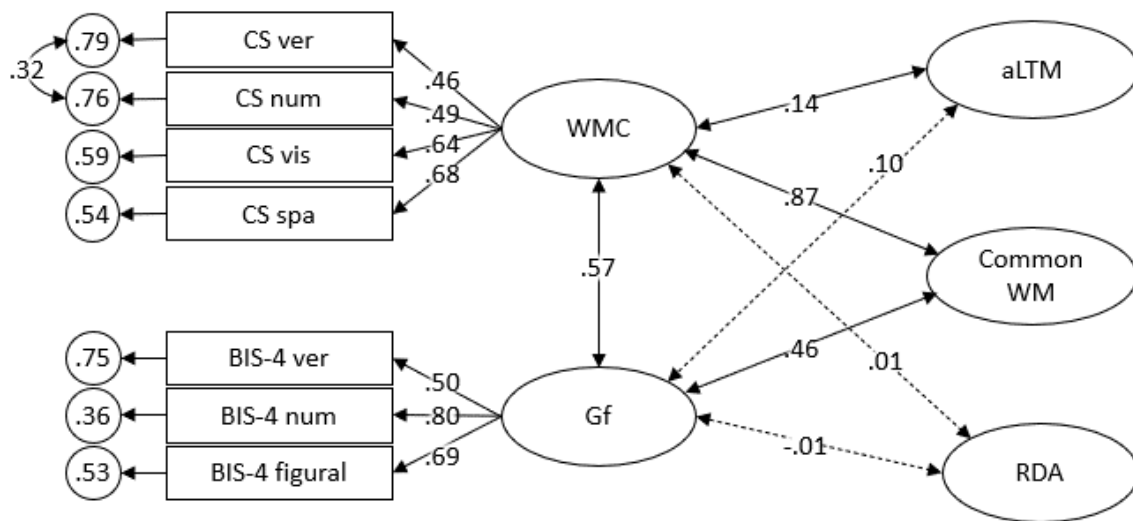 .79
CS ver
.32
.76
CS num
.59
CS vis
.54
CS spa
.46
.49
.64
.68
WMC
.14
aLTM
.10
.87
Common
WM
.57
.75
BIS-4 ver
.36
BIS-4 num
.53
BIS-4 figural
.50
.80
.69
Gf
.46
.01
-.01
RDA